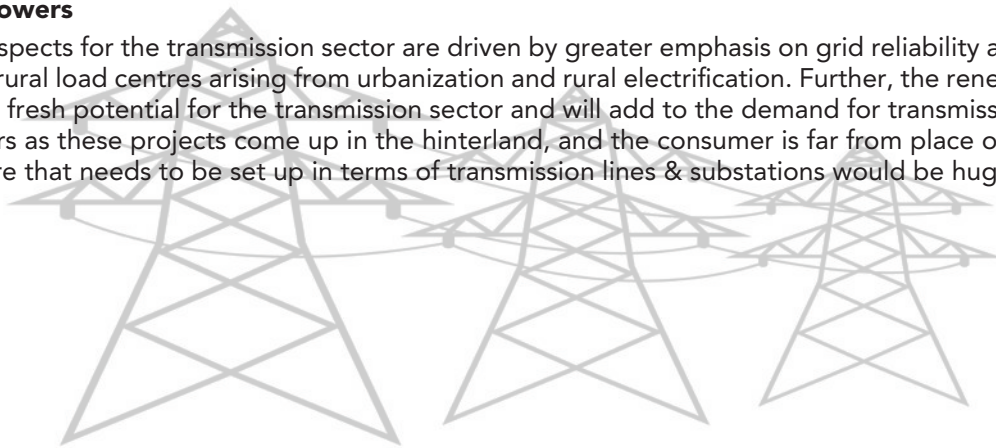 owers
spects for the transmission sector are driven by greater emphasis on grid reliability a
rural load centres arising from urbanization and rural electrification. Further, the rene
fresh potential for the transmission sector and will add to the demand for transmiss
rs as these projects come up in the hinterland, and the consumer is far from place o
re that needs to be set up in terms of transmission lines & substations would be hug